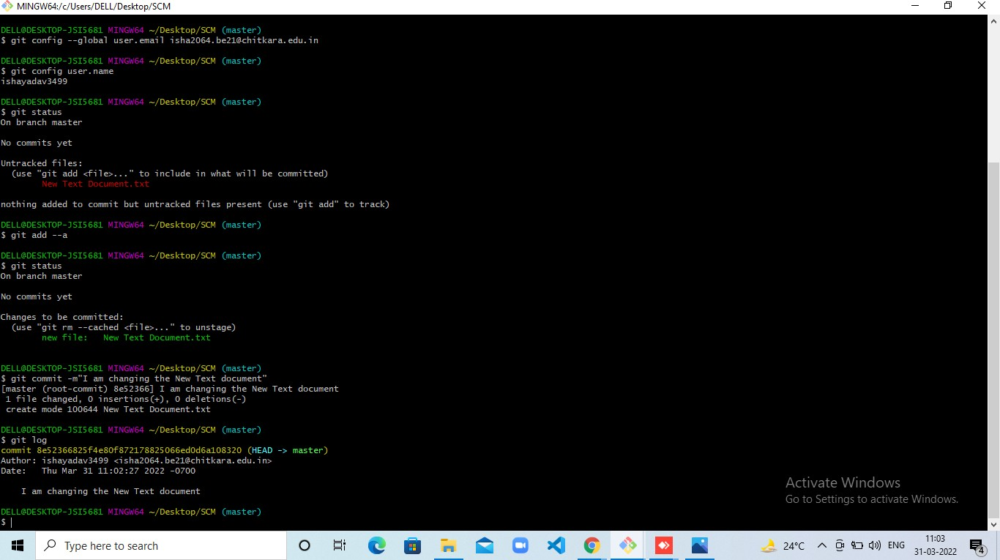 MINGW64:/c/Users/DELL/Desktop/SCM
DELL@DESKTOP-JSI5681 MINGW64 ~/Desktop/SCM (master)
$ git config --global user.email isha2064.be21@chitkara.edu.in
DELL@DESKTOP-JSI5681 MINGW64 ~/Desktop/SCM (master)
$ git config user.name
ishayadav3499
DELL@DESKTOP-JSI5681 MINGW64 ~/Desktop/SCM (master)
$ git status
On branch master
No commits yet
Untracked files:
  (use "git add <file>..." to include in what will be committed)
        New Text Document.txt
nothing added to commit but untracked files present (use "git add" to track)
DELL@DESKTOP-JSI5681 MINGW64 ~/Desktop/SCM (master)
$ git add --a
DELL@DESKTOP-JSI5681 MINGW64 ~/Desktop/SCM (master)
$ git status
On branch master
No commits yet
Changes to be committed:
  (use "git rm --cached <file>..." to unstage)
        new file:   New Text Document.txt
DELL@DESKTOP-JSI5681 MINGW64 ~/Desktop/SCM (master)
$ git commit -m"I am changing the New Text document"
[master (root-commit) 8e52366] I am changing the New Text document
 1 file changed, 0 insertions(+), 0 deletions(-)
 create mode 100644 New Text Document.txt
DELL@DESKTOP-JSI5681 MINGW64 ~/Desktop/SCM (master)
$ git log
commit 8e52366825f4e80f872178825066ed0d6a108320 (HEAD -> master)
Author: ishayadav3499 <isha2064.be21@chitkara.edu.in>
Date:   Thu Mar 31 11:02:27 2022 -0700
    I am changing the New Text document
DELL@DESKTOP-JSI5681 MINGW64 ~/Desktop/SCM (master)
$
Activate Windows
Go to Settings to activate Windows.
Type here to search
24°C
ENG
11:03
31-03-2022
4